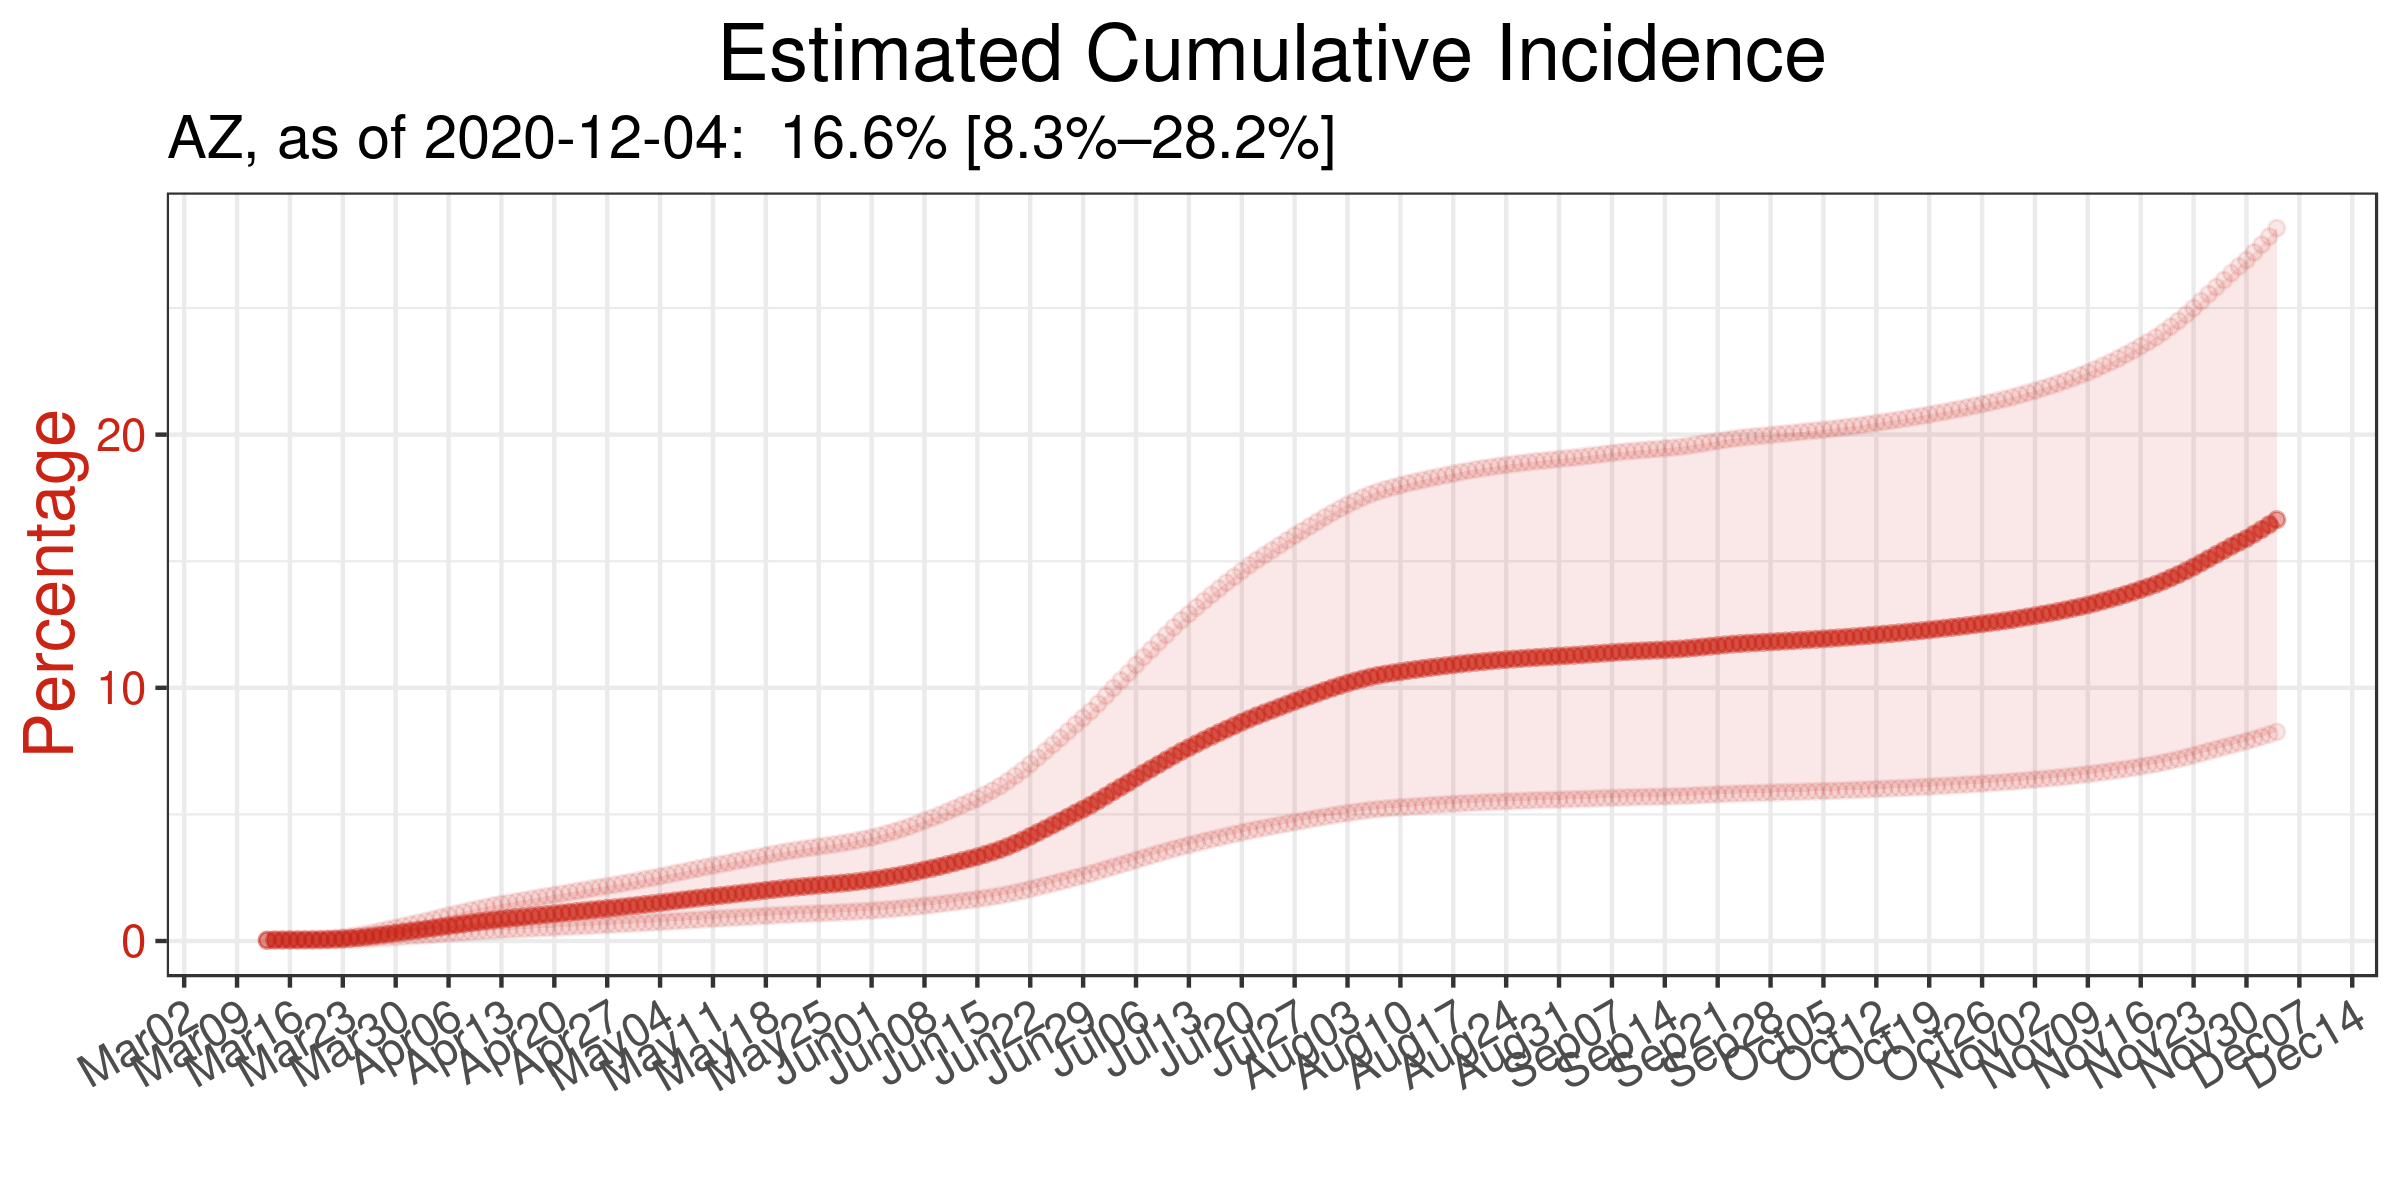 Estimated Cumulative Incidence
AZ, as of 2020-12-04:  16.6% [8.3%–28.2%]
Percentage
20
10
0
Mar02
Mar09
Mar16
Mar23
Mar30
Apr06
Apr13
Apr20
Apr27
May04
May11
May18
May25
Jun01
Jun08
Jun15
Jun22
Jun29
Jul06
Jul13
Jul20
Jul27
Aug03
Aug10
Aug17
Aug24
Aug31
Sep07
Sep14
Sep21
Sep28
Oct05
Oct12
Oct19
Oct26
Nov02
Nov09
Nov16
Nov23
Nov30
Dec07
Dec14